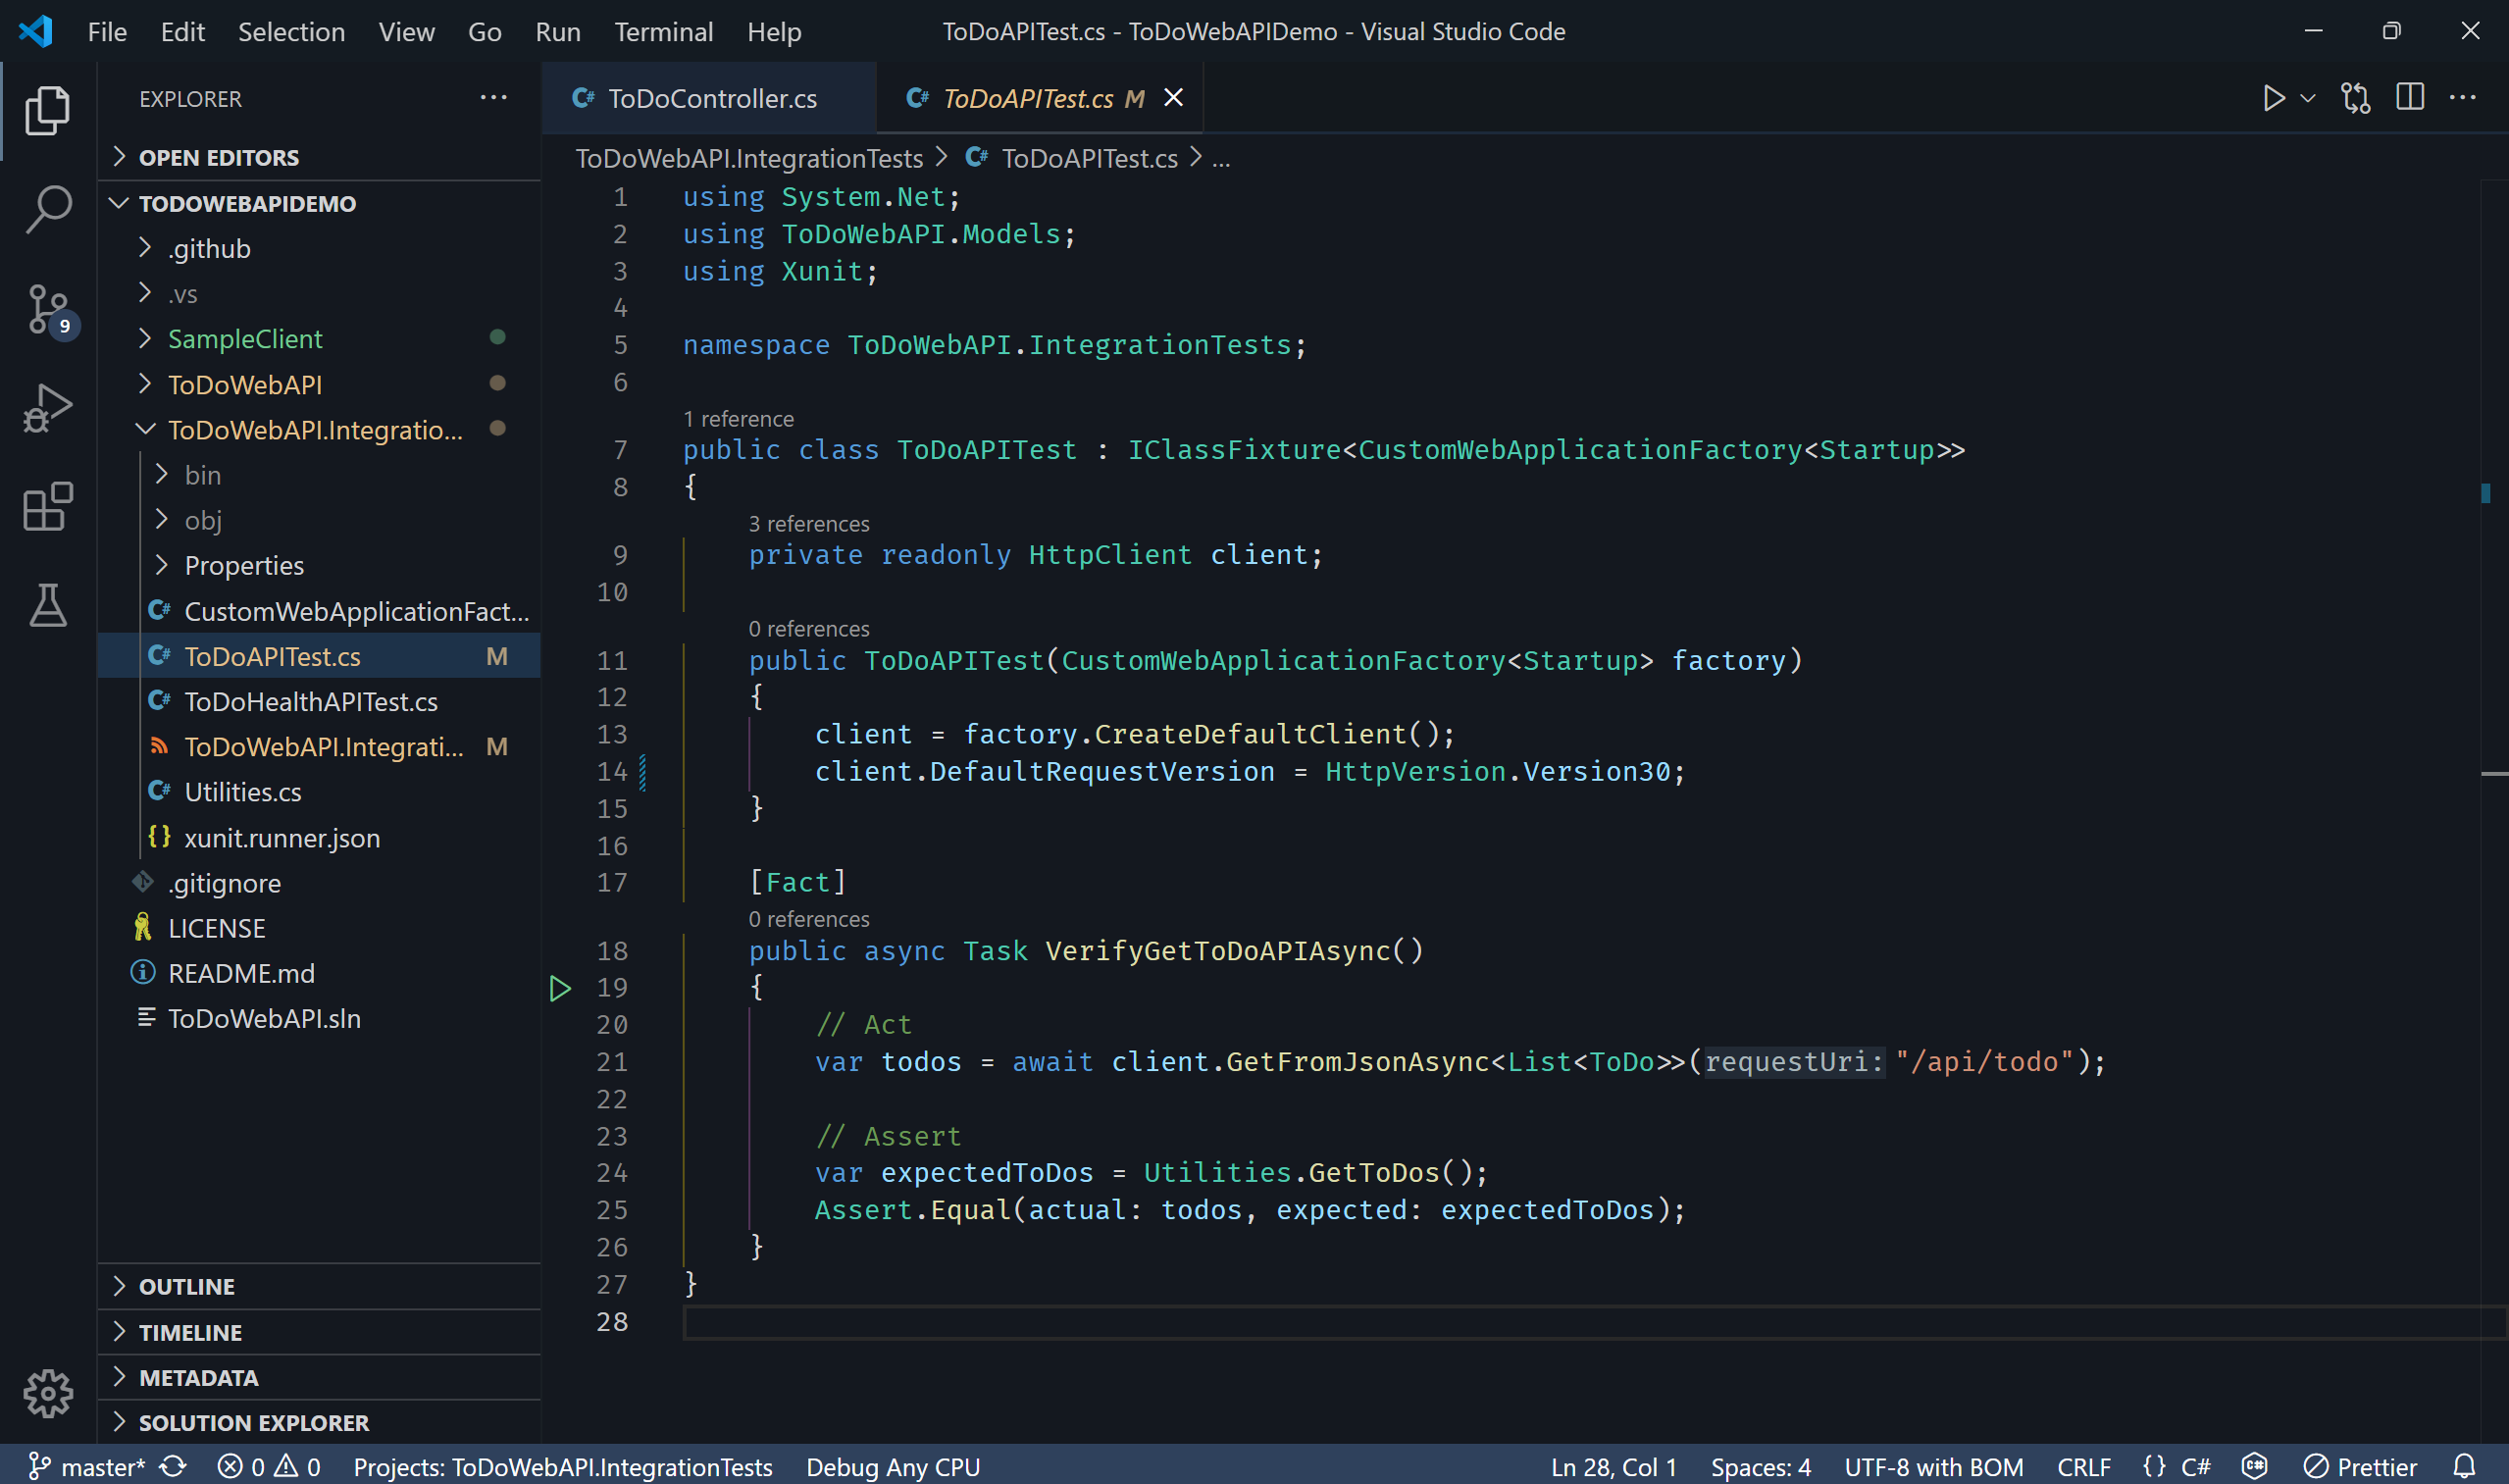 File Edit Selection View Go Run Terminal Help
ToDoAPITest.cs - ToDoWebAPIDemo - Visual Studio Code
EXPLORER
OPEN EDITORS
TODOWEBAPIDEMO
.github
.vs
SampleClient
ToDoWebAPI
ToDoWebAPI.Integratio...
bin
obj
Properties
CustomWebApplicationFact...
ToDoAPITest.cs M
ToDoHealthAPITest.cs
ToDoWebAPI.Integrati... M
Utilities.cs
{} xunit.runner.json
.gitignore
LICENSE
README.md
ToDoWebAPI.sln
OUTLINE
TIMELINE
METADATA
SOLUTION EXPLORER
9
C# ToDoController.cs
C# ToDoAPITest.cs M
ToDoWebAPI.IntegrationTests > C# ToDoAPITest.cs > ...
1 using System.Net;
2 using ToDoWebAPI.Models;
3 using Xunit;
4
5 namespace ToDoWebAPI.IntegrationTests;
6
1 reference
7 public class ToDoAPITest : IClassFixture<CustomWebApplicationFactory<Startup>>
8 {
3 references
9 private readonly HttpClient client;
10
0 references
11 public ToDoAPITest(CustomWebApplicationFactory<Startup> factory)
12 {
13 client = factory.CreateDefaultClient();
14 client.DefaultRequestVersion = HttpVersion.Version30;
15 }
16
17 [Fact]
0 references
18 public async Task VerifyGetToDoAPIAsync()
19 {
20 // Act
21 var todos = await client.GetFromJsonAsync<List<ToDo>>(requestUri: "/api/todo");
22
23 // Assert
24 var expectedToDos = Utilities.GetToDos();
25 Assert.Equal(actual: todos, expected: expectedToDos);
26 }
27 }
28
master* 0 0 Projects: ToDoWebAPI.IntegrationTests Debug Any CPU Ln 28, Col 1 Spaces: 4 UTF-8 with BOM CRLF {} C# Prettier